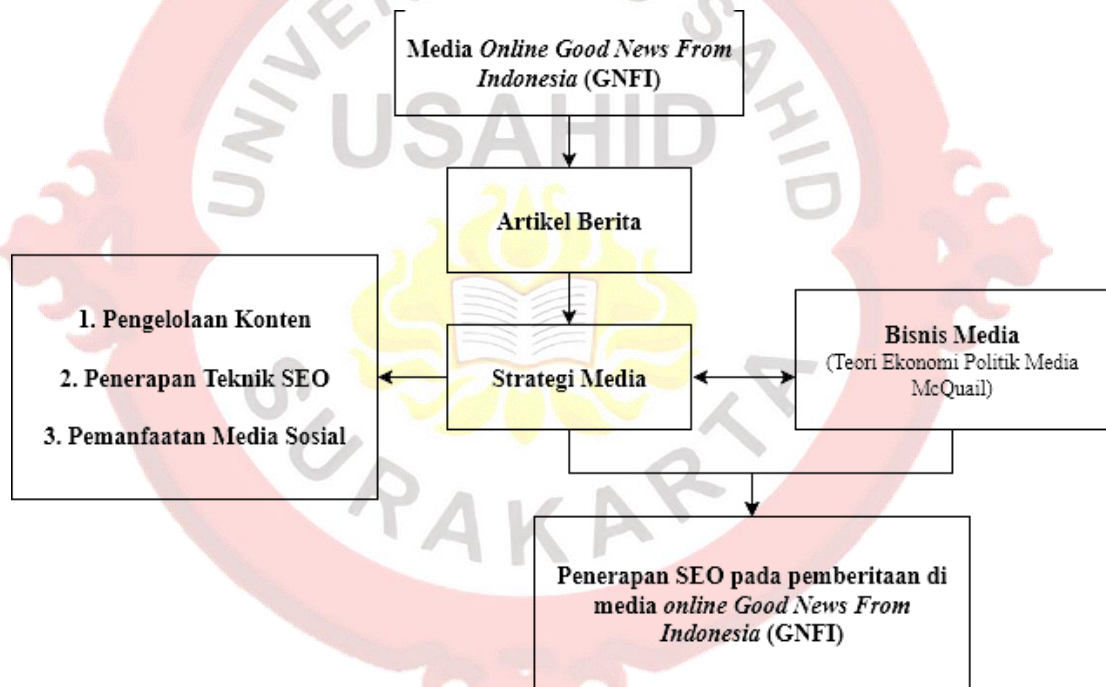 UNIVERSITAS SAHID
USAHID
SURAKARTA
Media Online Good News From
Indonesia (GNFI)
Artikel Berita
1. Pengelolaan Konten
2. Penerapan Teknik SEO
3. Pemanfaatan Media Sosial
Strategi Media
Bisnis Media
(Teori Ekonomi Politik Media
McQuail)
Penerapan SEO pada pemberitaan di
media online Good News From
Indonesia (GNFI)